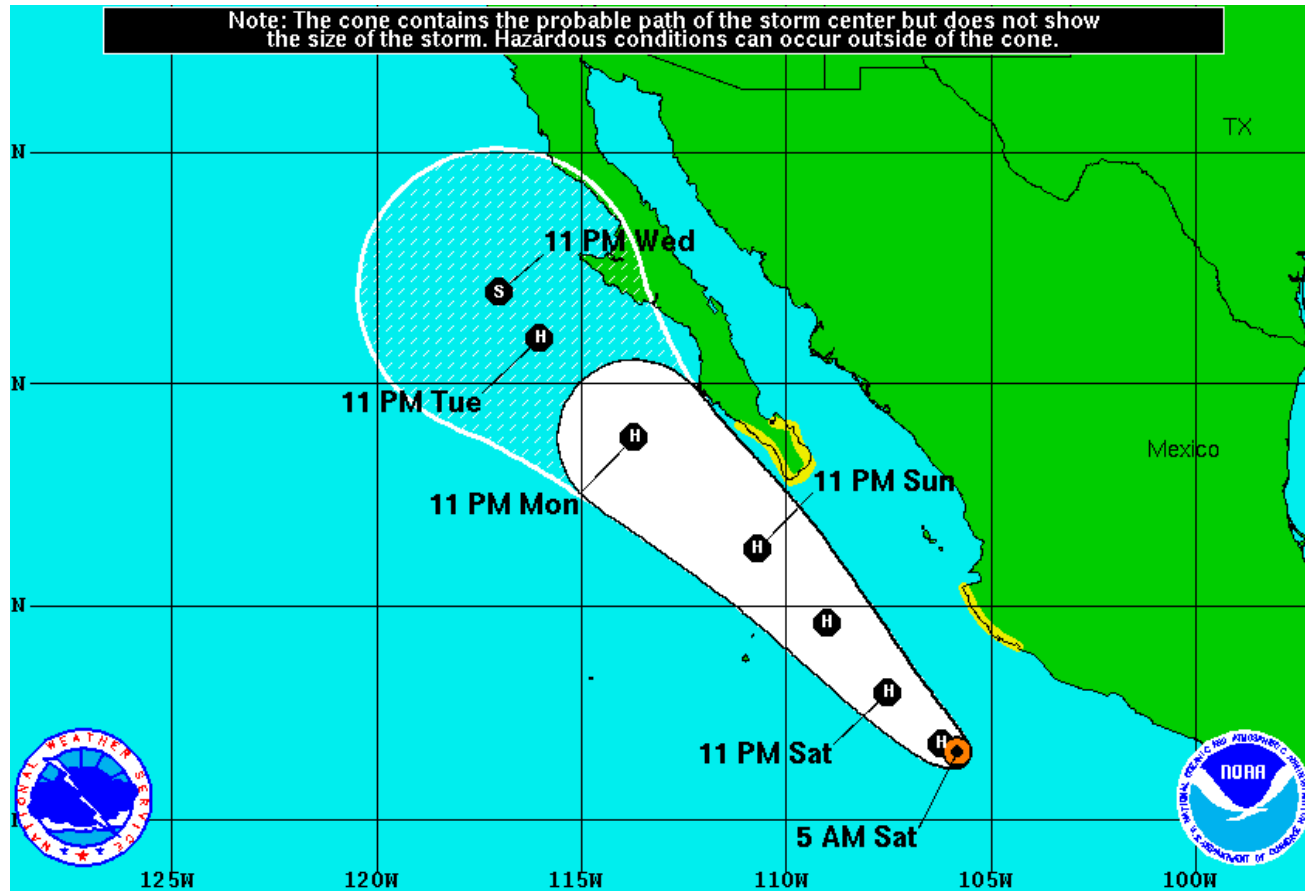 Note: The cone contains the probable path of the storm center but does not show
the size of the storm. Hazardous conditions can occur outside of the cone.
TX
N
11 PM Wed
S
H
N
11 PM Tue
H
Mexico
11 PM Sun
11 PM Mon
H
N
H
H
NATIONAL WEATHER SERVICE
H
11 PM Sat
NOAA
5 AM Sat
125W
120W
115W
110W
105W
100W